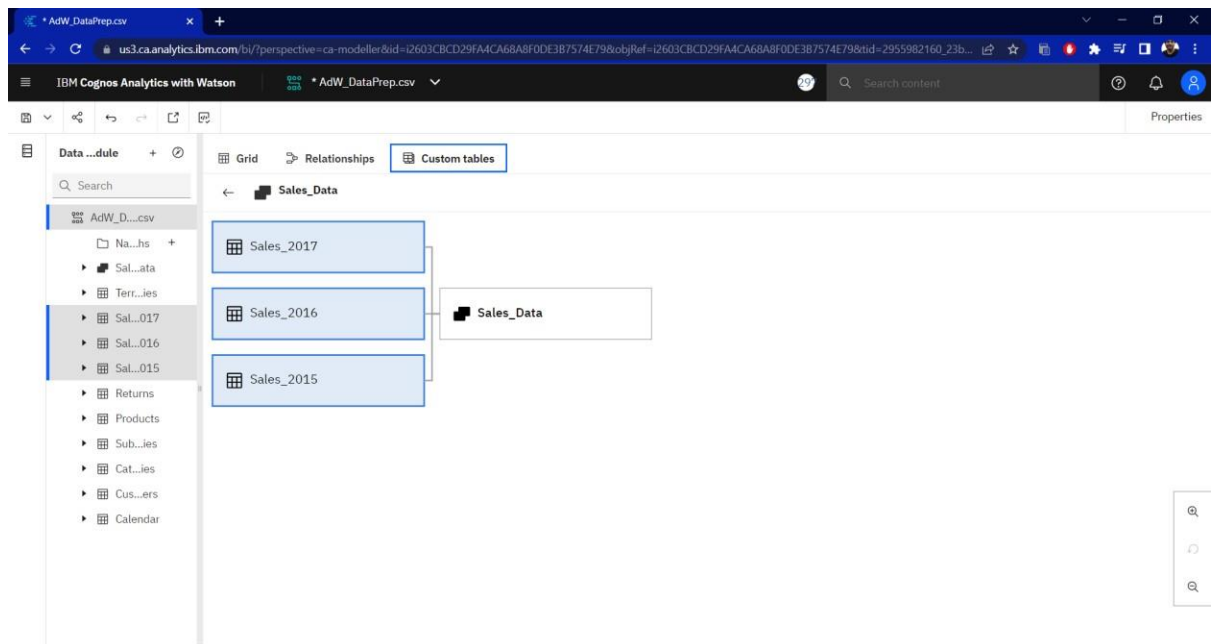 * AdW_DataPrep.csv
us3.ca.analytics.ibm.com/bi/?perspective=ca-modeller&id=i2603CBCD29FA4CA68A8F0DE3B7574E79&objRef=i2603CBCD29FA4CA68A8F0DE3B7574E79&tid=2955982160_23b...
IBM Cognos Analytics with Watson
* AdW_DataPrep.csv
Search content
Properties
Data ...dule
Grid
Relationships
Custom tables
Search
Sales_Data
AdW_D....csv
Na...hs
Sal...ata
Terr...ies
Sal...017
Sal...016
Sal...015
Returns
Products
Sub...ies
Cat...ies
Cus...ers
Calendar
Sales_2017
Sales_2016
Sales_Data
Sales_2015